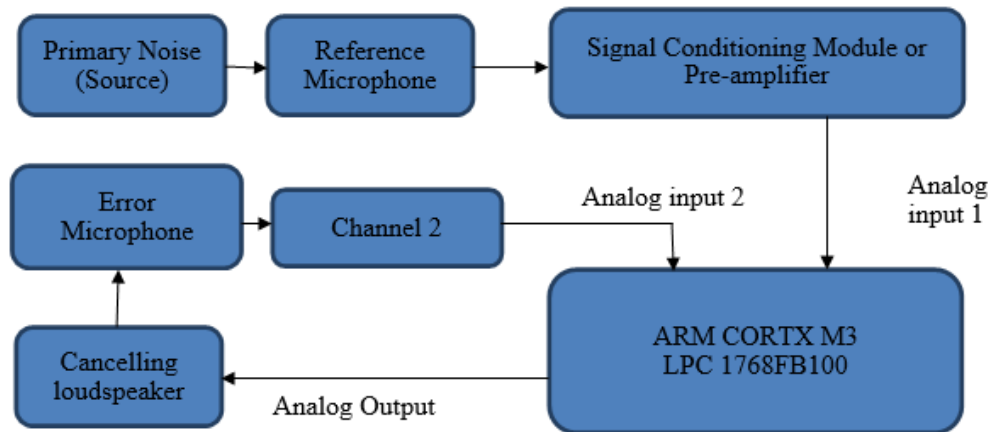 Primary Noise
(Source)
Reference
Microphone
Signal Conditioning Module or
Pre-amplifier
Error
Microphone
Channel 2
Analog input 2
Analog
input 1
ARM CORTX M3
LPC 1768FB100
Cancelling
loudspeaker
Analog Output